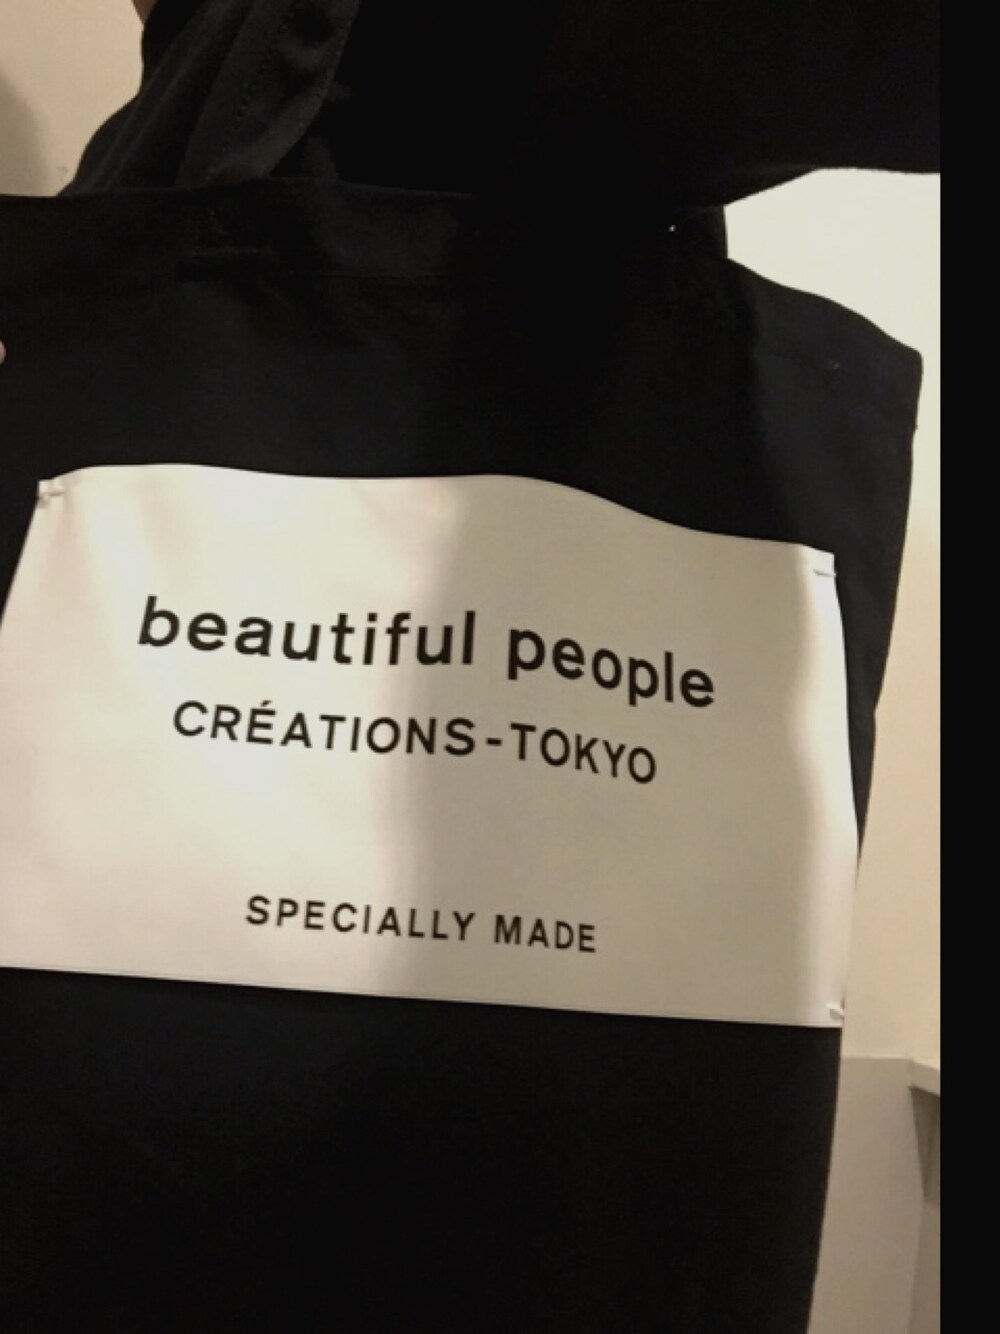 beautiful people
CRÉATIONS-TOKYO
SPECIALLY MADE